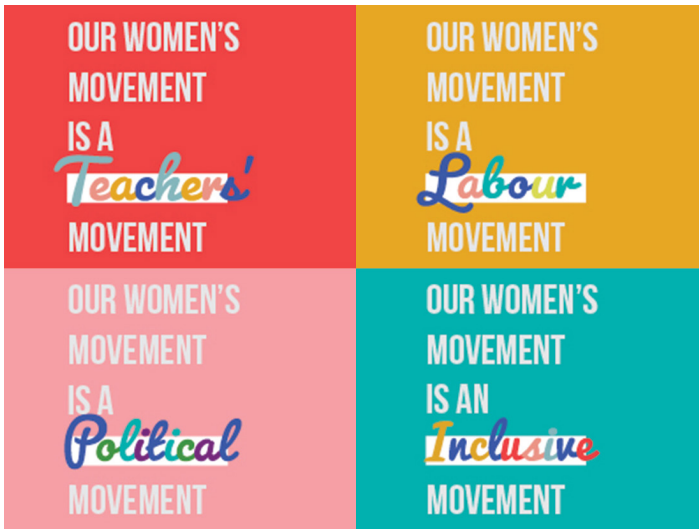 OUR WOMEN'S
MOVEMENT
IS A
Teachers'
MOVEMENT
OUR WOMEN'S
MOVEMENT
IS A
Labour
MOVEMENT
OUR WOMEN'S
MOVEMENT
IS A
Political
MOVEMENT
OUR WOMEN'S
MOVEMENT
IS AN
Inclusive
MOVEMENT